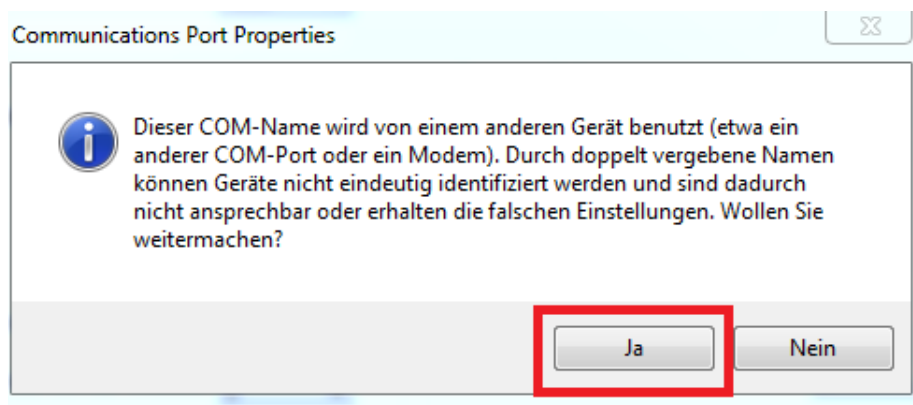 Communications Port Properties
Dieser COM-Name wird von einem anderen Gerät benutzt (etwa ein
anderer COM-Port oder ein Modem). Durch doppelt vergebene Namen
können Geräte nicht eindeutig identifiziert werden und sind dadurch
nicht ansprechbar oder erhalten die falschen Einstellungen. Wollen Sie
weitermachen?
Ja Nein